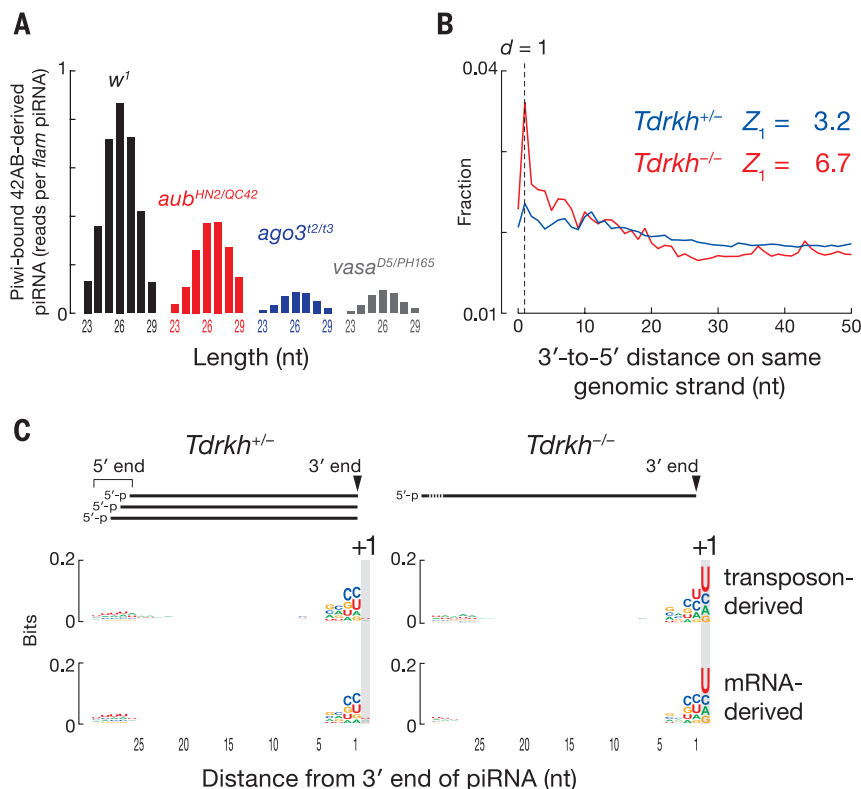 A
Piwi-bound 42AB-derived
piRNA (reads per flam piRNA)
1
0
w1
aubHN2/QC42
ago3t2/t3
vasaD5/PH165
23 26 29 23 26 29 23 26 29 23 26 29
Length (nt)
B
d = 1
0.04
0.01
Fraction
Tdrkh+/– Z1 = 3.2
Tdrkh–/– Z1 = 6.7
0 10 20 30 40 50
3′-to-5′ distance on same
genomic strand (nt)
C
Tdrkh+/– Tdrkh–/–
5′ end 3′ end 3′ end
5′-p 5′-p
5′-p
5′-p
+1 +1
0.2 0.2
Bits
0 0
transposon-
derived
0.2 0.2
0 0
mRNA-
derived
25 20 15 10 5 1 25 20 15 10 5 1
Distance from 3′ end of piRNA (nt)